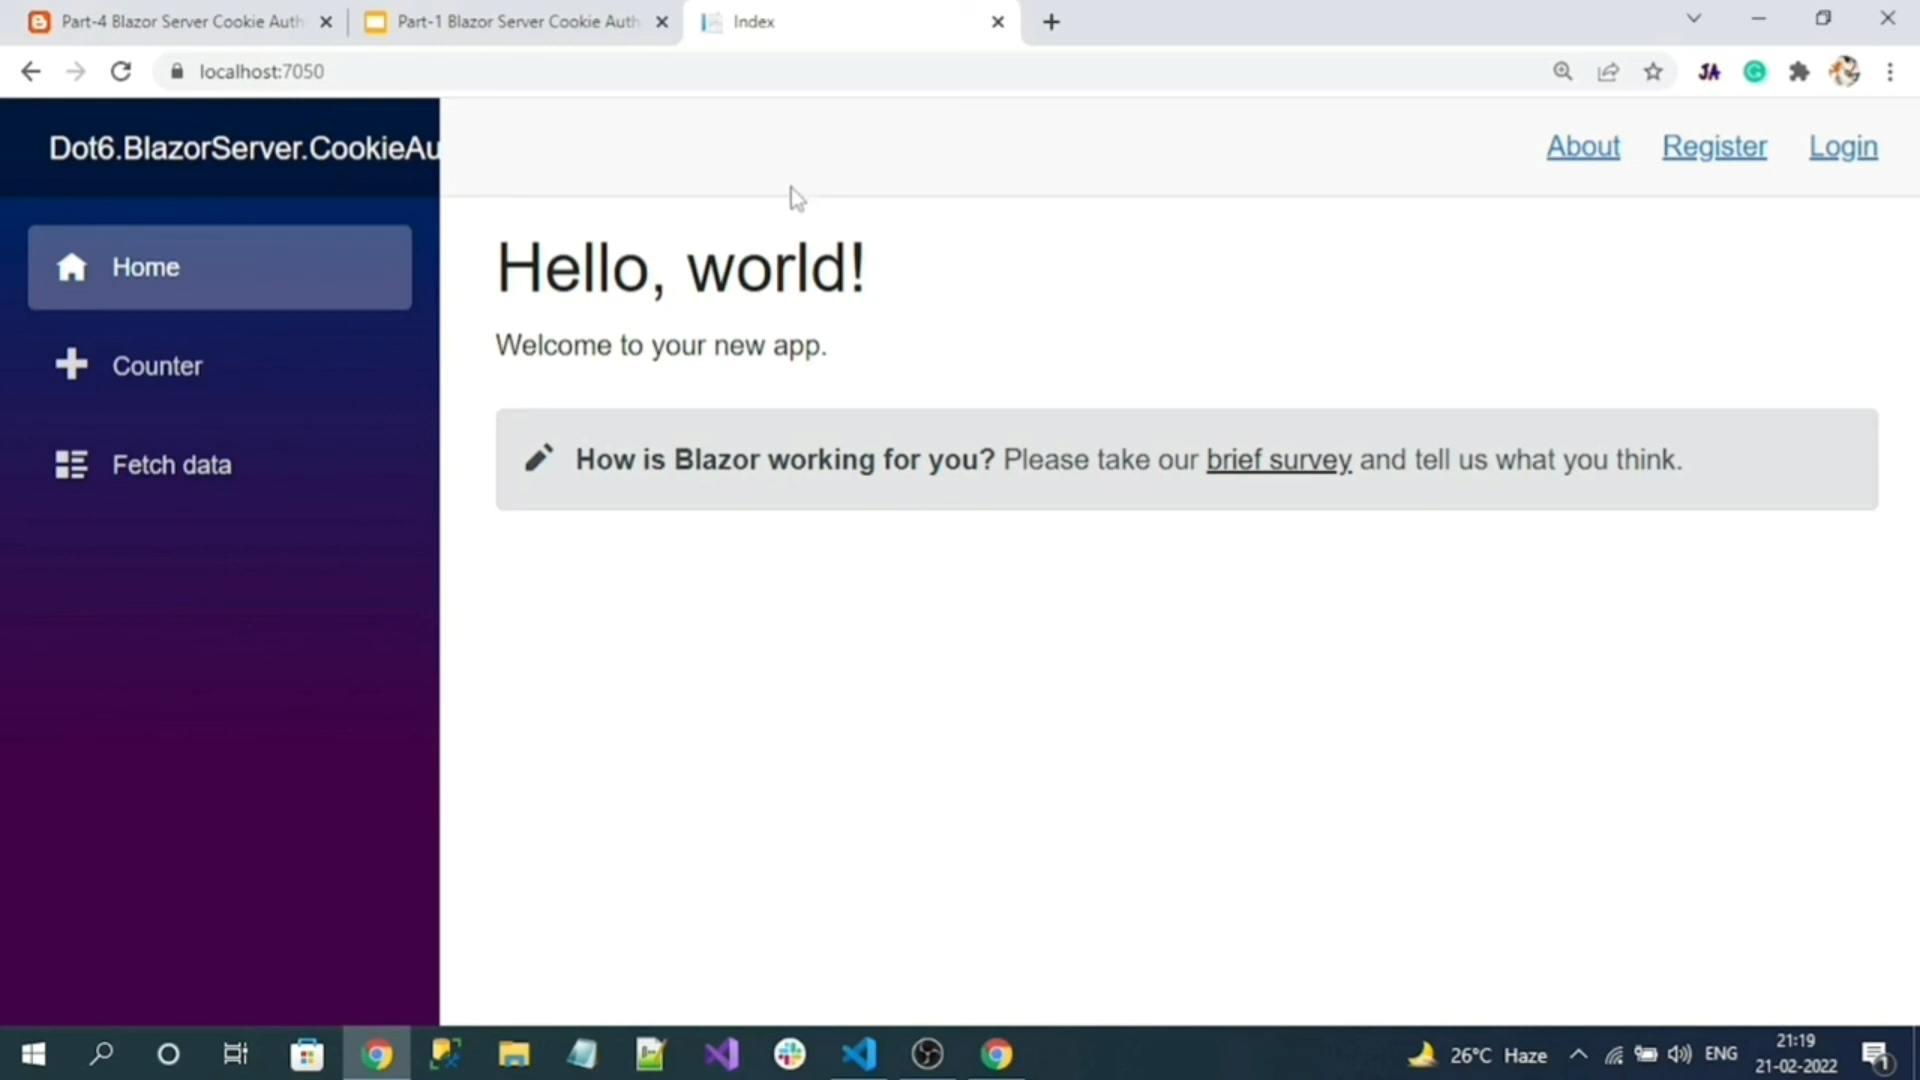 Part-4 Blazor Server Cookie Auth
Part-1 Blazor Server Cookie Auth
Index
localhost:7050
JA
Dot6.BlazorServer.CookieAu
About
Register
Login
Home
Counter
Fetch data
Hello, world!
Welcome to your new app.
How is Blazor working for you? Please take our brief survey and tell us what you think.
26°C Haze
ENG
21:19
21-02-2022
1